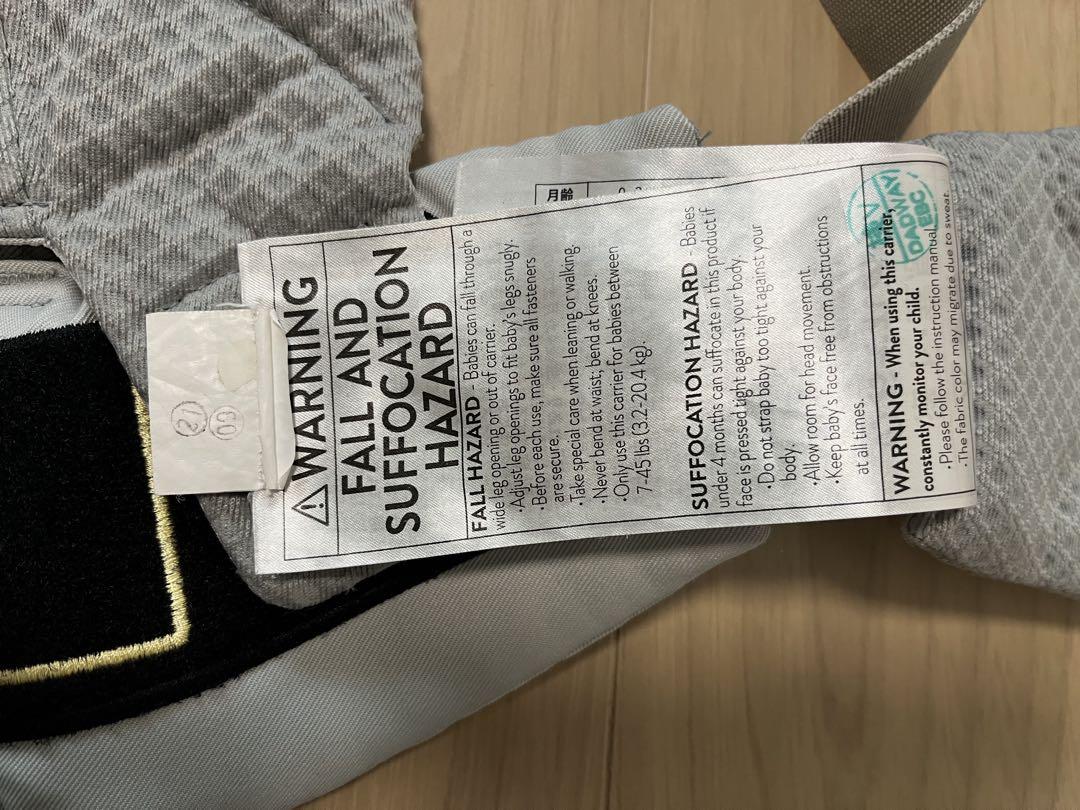 ⚠WARNING
FALL AND
SUFFOCATION
HAZARD
FALL HAZARD - Babies can fall through a
wide leg opening or out of carrier.
·Adjust leg openings to fit baby's legs snugly.
·Before each use, make sure all fasteners
are secure.
·Take special care when leaning or walking.
·Never bend at waist; bend at knees.
·Only use this carrier for babies between
7-45lbs (3.2-20.4 kg).
SUFFOCATION HAZARD - Babies
under 4 months can suffocate in this product if
face is pressed tight against your body.
·Do not strap baby too tight against your
body.
·Allow room for head movement.
·Keep baby's face free from obstructions
at all times.
WARNING - When using this carrier,
constantly monitor your child.
·Please follow the instruction manual.
·The fabric color may migrate due to sweat.
DADWAY
EBC
月齢
21
03